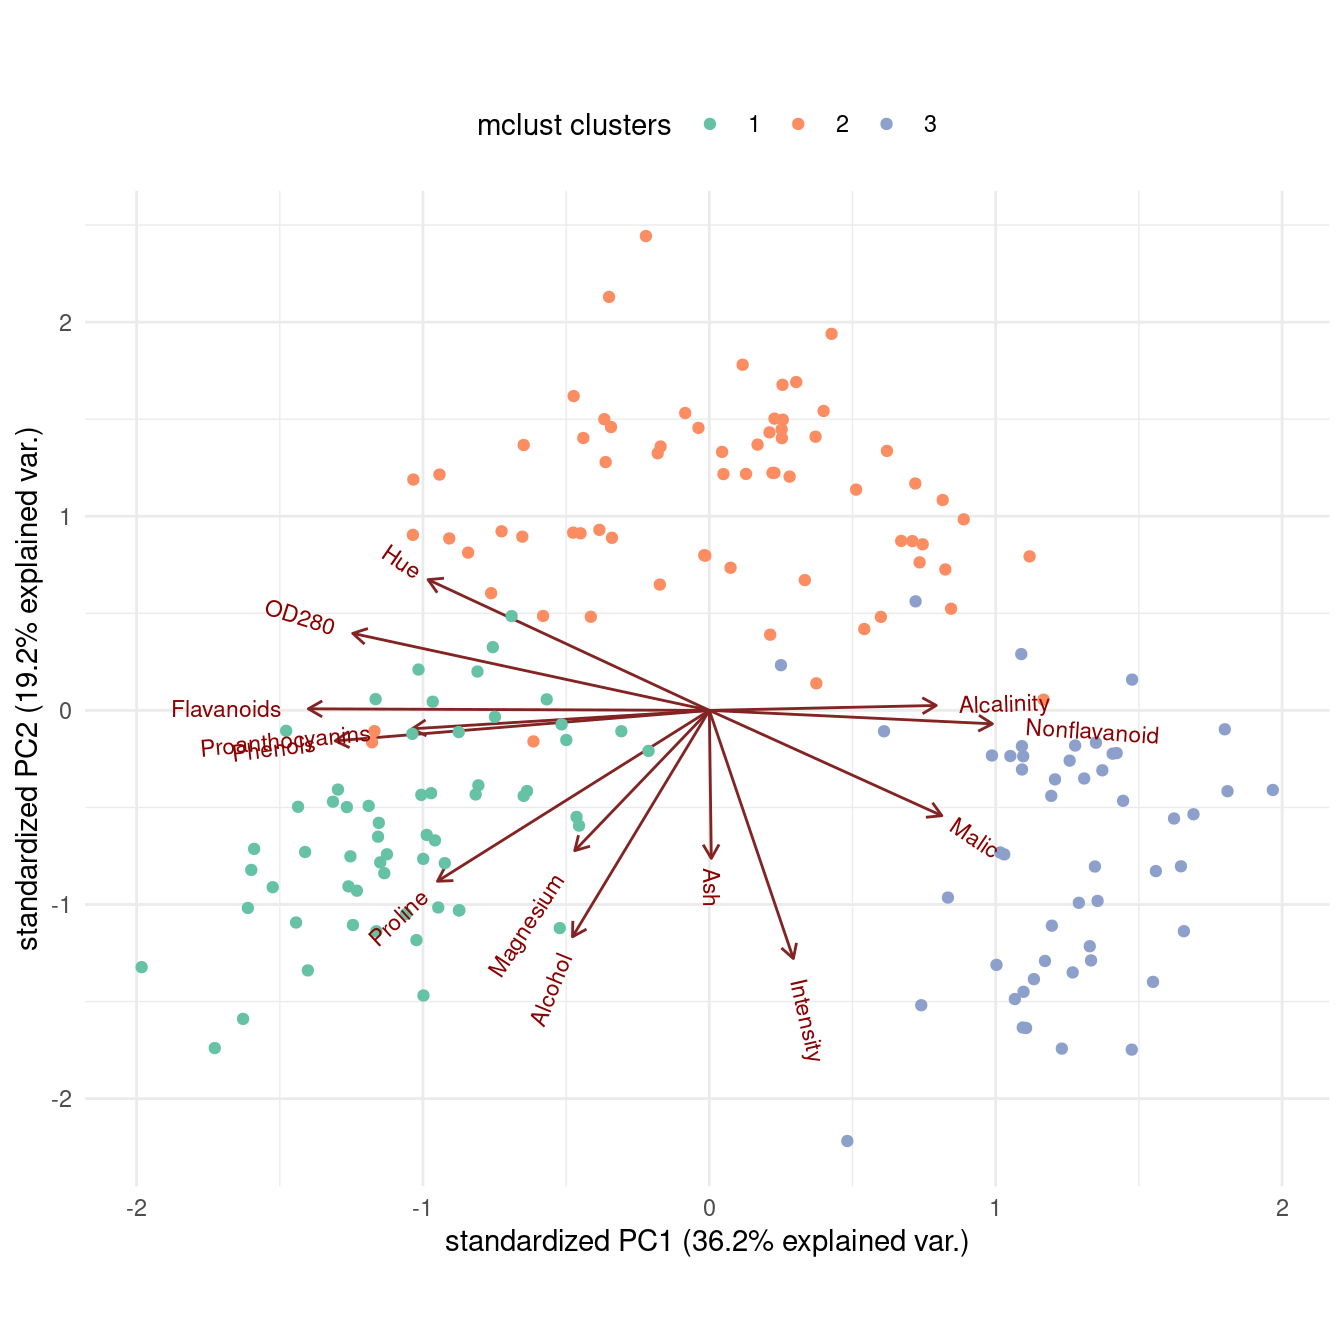 mclust clusters 1 2 3
standardized PC2 (19.2% explained var.)
2
1
0
-1
-2
Hue
OD280
Flavanoids
Proanthocyanins
Phenols
Alcalinity
Nonflavanoid
Malic
Proline
Magnesium
Alcohol
Ash
Intensity
-2 -1 0 1 2
standardized PC1 (36.2% explained var.)